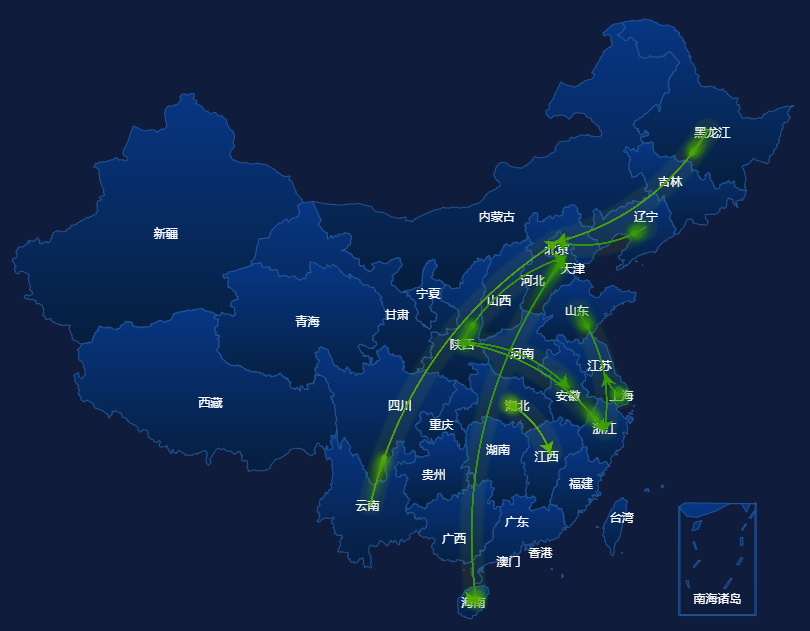 黑龙江
吉林
辽宁
内蒙古
新疆
北京
天津
河北
宁夏
山西
山东
甘肃
青海
陕西
河南
江苏
安徽
上海
西藏
四川
湖北
重庆
浙江
湖南
江西
贵州
福建
云南
台湾
广东
广西
香港
澳门
南海诸岛
海南